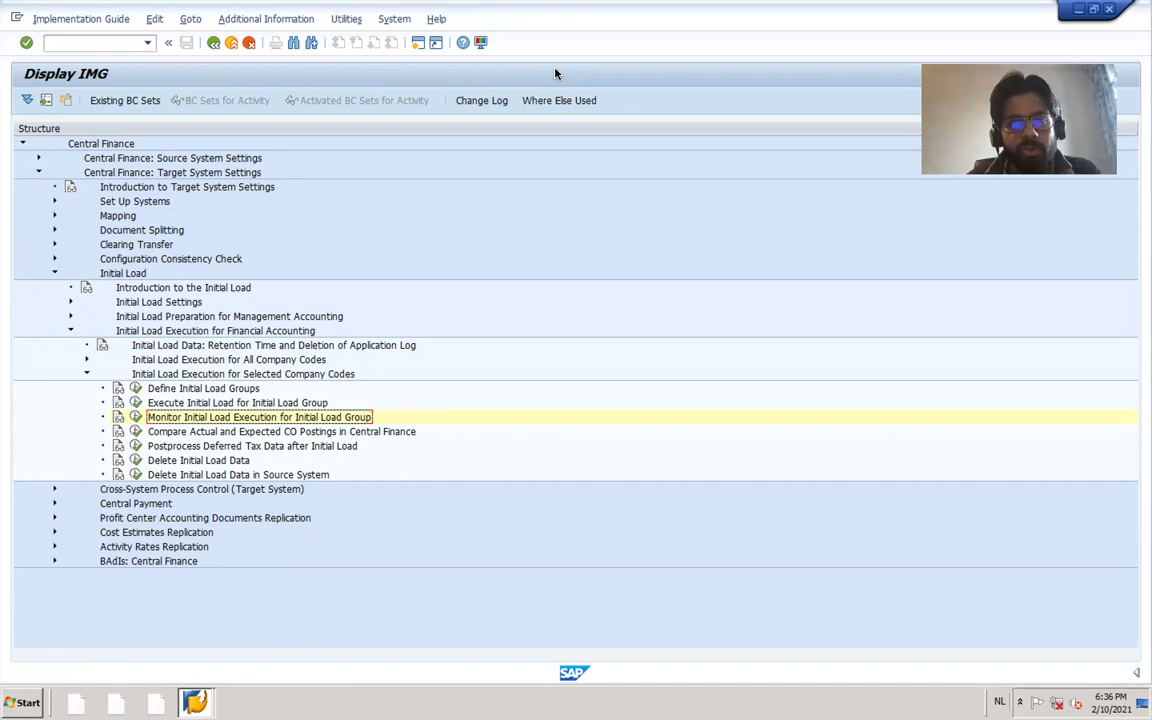 Implementation Guide Edit Goto Additional Information Utilities System Help
Display IMG
Existing BC Sets BC Sets for Activity Activated BC Sets for Activity Change Log Where Else Used
Structure
Central Finance
Central Finance: Source System Settings
Central Finance: Target System Settings
Introduction to Target System Settings
Set Up Systems
Mapping
Document Splitting
Clearing Transfer
Configuration Consistency Check
Initial Load
Introduction to the Initial Load
Initial Load Settings
Initial Load Preparation for Management Accounting
Initial Load Execution for Financial Accounting
Initial Load Data: Retention Time and Deletion of Application Log
Initial Load Execution for All Company Codes
Initial Load Execution for Selected Company Codes
Define Initial Load Groups
Execute Initial Load for Initial Load Group
Monitor Initial Load Execution for Initial Load Group
Compare Actual and Expected CO Postings in Central Finance
Postprocess Deferred Tax Data after Initial Load
Delete Initial Load Data
Delete Initial Load Data in Source System
Cross-System Process Control (Target System)
Central Payment
Profit Center Accounting Documents Replication
Cost Estimates Replication
Activity Rates Replication
BAdIs: Central Finance
SAP
Start NL 6:36 PM
2/10/2021